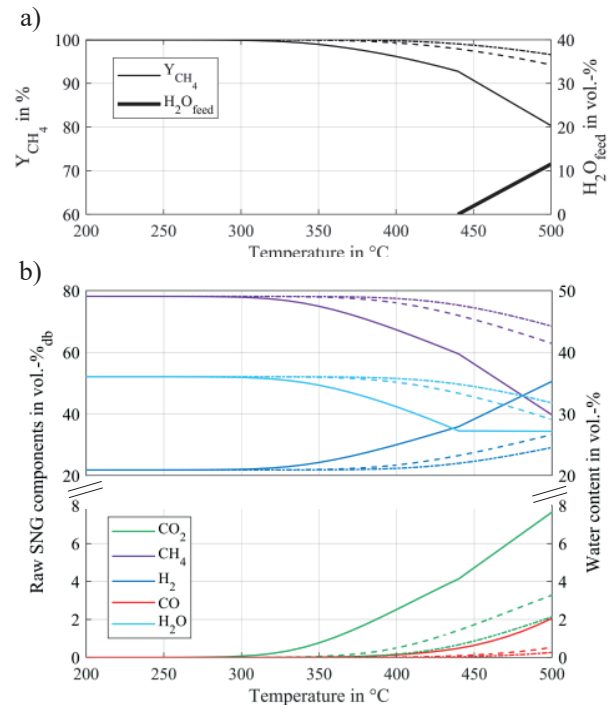 a)
100
90
80
70
60
Y_CH4 in %
Y_CH4
H2O_feed
40
30
20
10
0
H2O_feed in vol.-%
200 250 300 350 400 450 500
Temperature in °C
b)
80
60
40
20
8
6
4
2
0
Raw SNG components in vol.-%_db
50
40
30
20
8
6
4
2
0
Water content in vol.-%
CO2
CH4
H2
CO
H2O
200 250 300 350 400 450 500
Temperature in °C